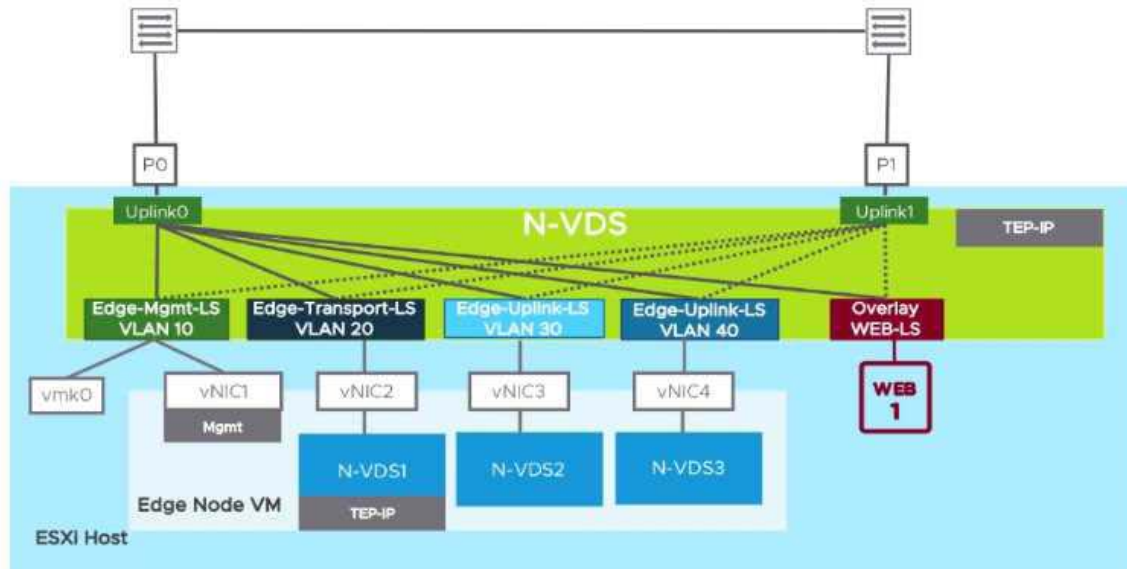 P0
P1
Uplink0
N-VDS
Uplink1
TEP-IP
Edge-Mgmt-LS
VLAN 10
Edge-Transport-LS
VLAN 20
Edge-Uplink-LS
VLAN 30
Edge-Uplink-LS
VLAN 40
Overlay
WEB-LS
vmk0
vNIC1
Mgmt
vNIC2
vNIC3
vNIC4
WEB
1
N-VDS1
TEP-IP
N-VDS2
N-VDS3
Edge Node VM
ESXI Host